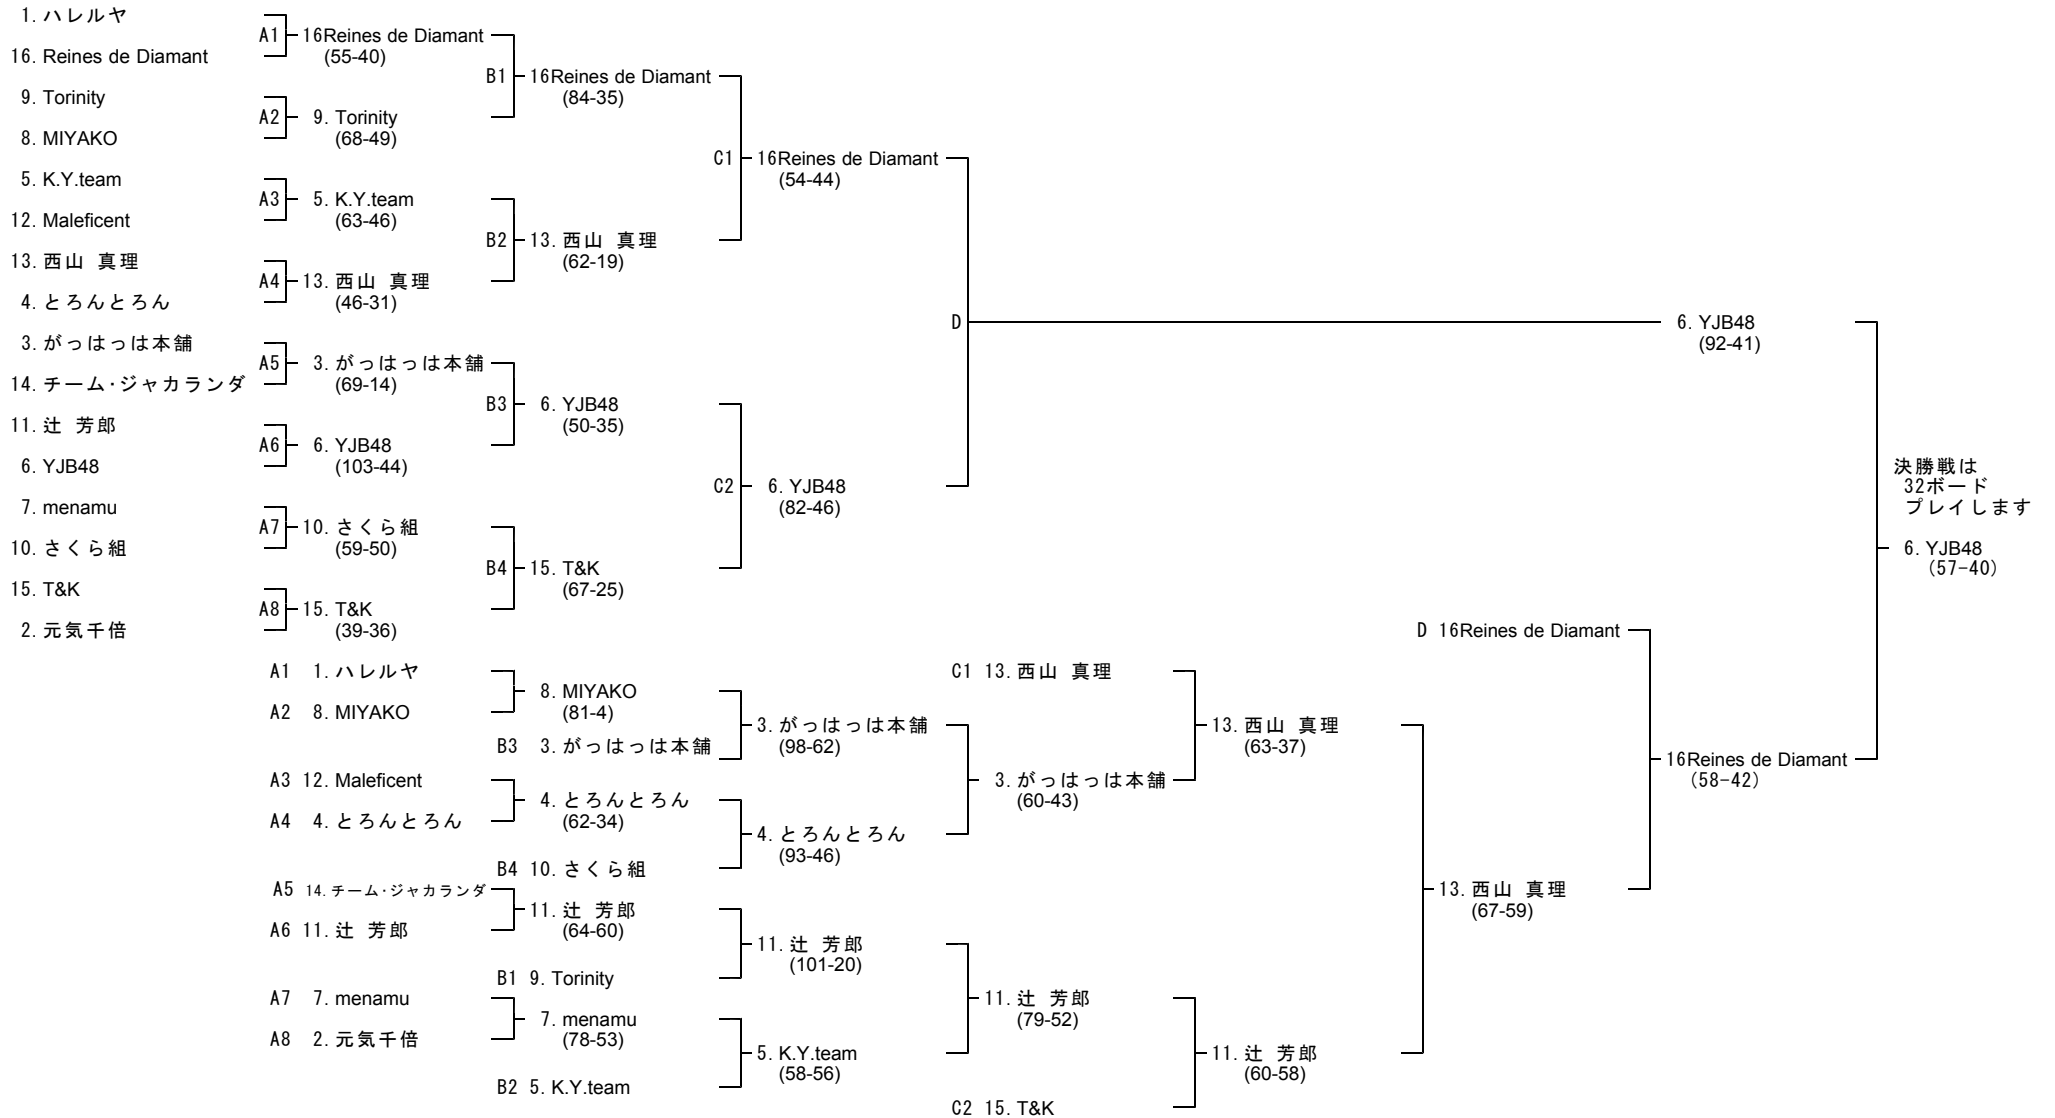 1. ハレルヤ
A1 16Reines de Diamant
16. Reines de Diamant
(55-40)
B1 16Reines de Diamant
9. Torinity
(84-35)
A2 9. Torinity
8. MIYAKO
(68-49)
C1 16Reines de Diamant
5. K.Y.team
(54-44)
A3 5. K.Y.team
12. Maleficent
(63-46)
B2 13. 西山 真理
13. 西山 真理
(62-19)
A4 13. 西山 真理
4. とろんとろん
(46-31)
D 6. YJB48
3. がっはっは本舗
(92-41)
A5 3. がっはっは本舗
14. チーム･ジャカランダ
(69-14)
B3 6. YJB48
11. 辻 芳郎
(50-35)
A6 6. YJB48
6. YJB48
(103-44)
決勝戦は
32ボード
プレイします
C2 6. YJB48
7. menamu
(82-46)
A7 10. さくら組
10. さくら組
(59-50)
6. YJB48
(57-40)
B4 15. T&K
15. T&K
(67-25)
A8 15. T&K
2. 元気千倍
(39-36)
D 16Reines de Diamant
A1 1. ハレルヤ
C1 13. 西山 真理
8. MIYAKO
A2 8. MIYAKO
(81-4)
3. がっはっは本舗
13. 西山 真理
B3 3. がっはっは本舗
(98-62)
(63-37)
16Reines de Diamant
A3 12. Maleficent
3. がっはっは本舗
(58-42)
4. とろんとろん
(60-43)
A4 4. とろんとろん
(62-34)
4. とろんとろん
(93-46)
B4 10. さくら組
A5 14. チーム･ジャカランダ
13. 西山 真理
11. 辻 芳郎
(67-59)
A6 11. 辻 芳郎
(64-60)
11. 辻 芳郎
(101-20)
B1 9. Torinity
A7 7. menamu
11. 辻 芳郎
7. menamu
(79-52)
A8 2. 元気千倍
(78-53)
5. K.Y.team
11. 辻 芳郎
(58-56)
(60-58)
B2 5. K.Y.team
C2 15. T&K